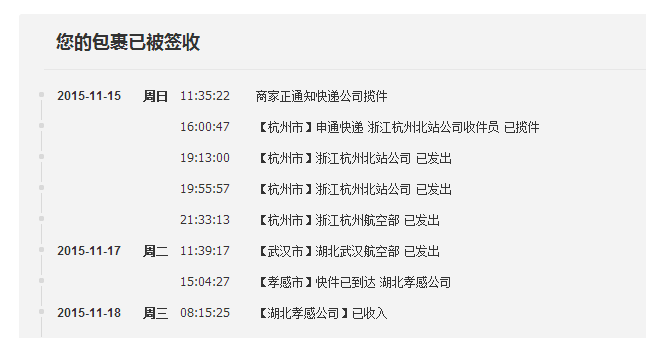 您的包裹已被签收
2015-11-15 周日 11:35:22 商家正通知快递公司揽件
16:00:47 【杭州市】申通快递 浙江杭州北站公司收件员 已揽件
19:13:00 【杭州市】浙江杭州北站公司 已发出
19:55:57 【杭州市】浙江杭州北站公司 已发出
21:33:13 【杭州市】浙江杭州航空部 已发出
2015-11-17 周二 11:39:17 【武汉市】湖北武汉航空部 已发出
15:04:27 【孝感市】快件已到达 湖北孝感公司
2015-11-18 周三 08:15:25 【湖北孝感公司】已收入